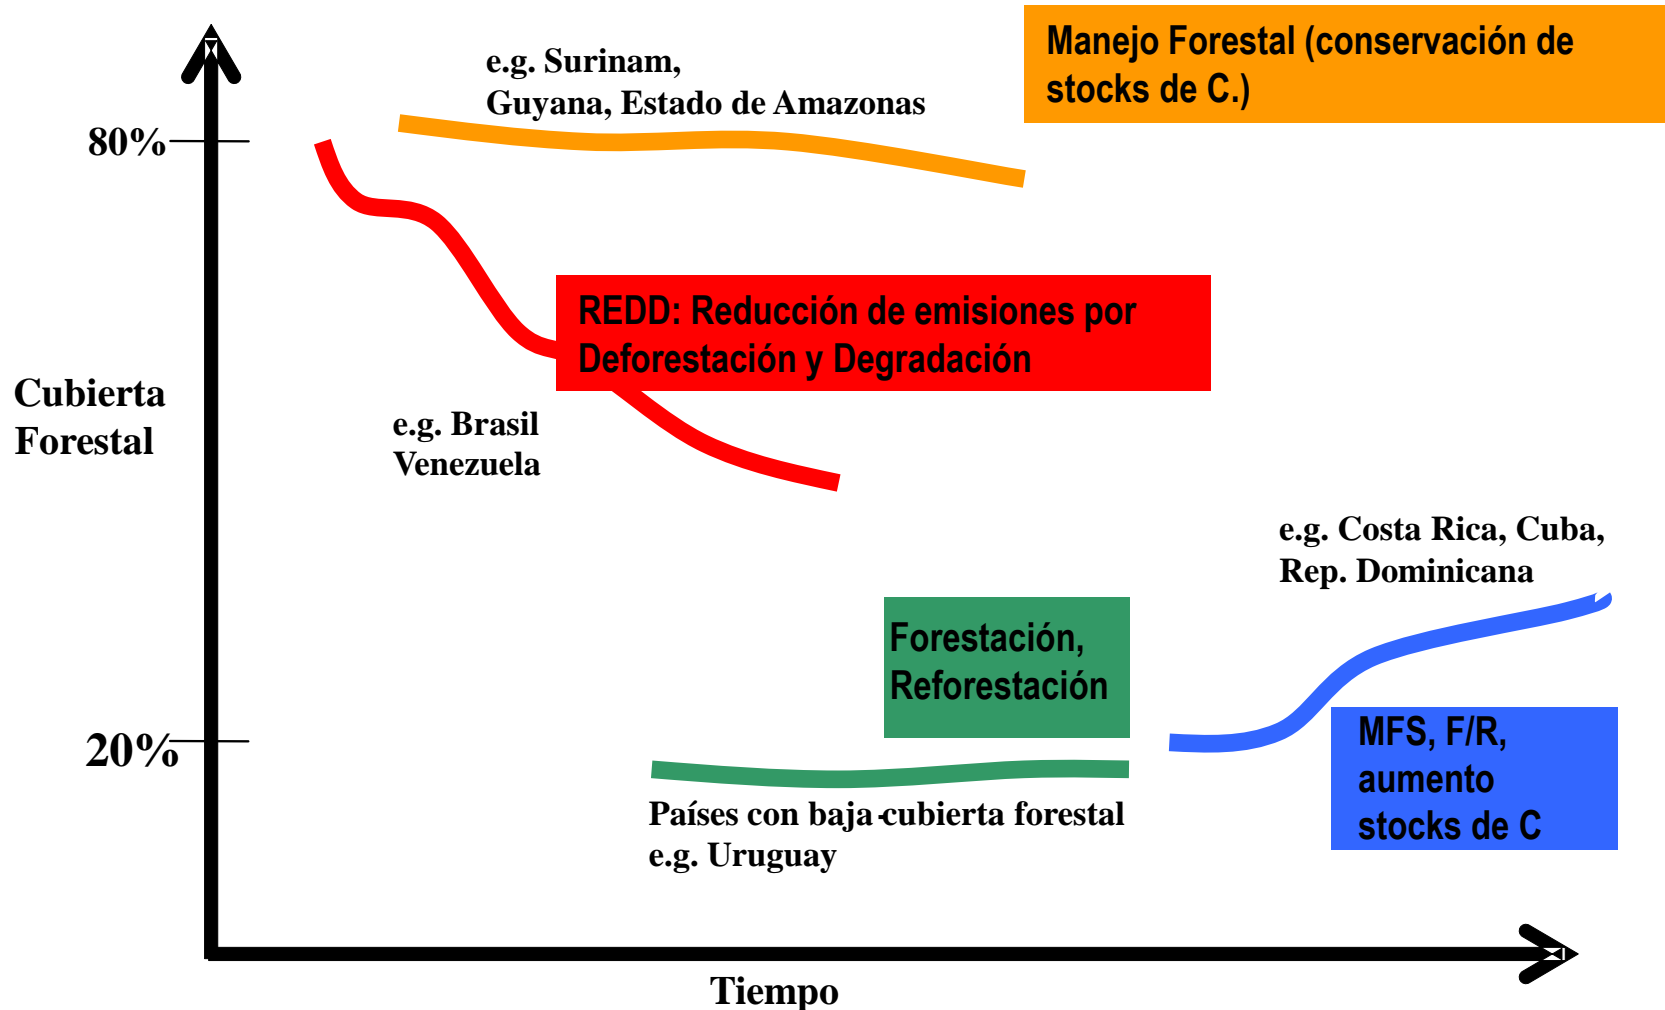 Manejo Forestal (conservación de
stocks de C.)
e.g. Surinam,
Guyana, Estado de Amazonas
80%
REDD: Reducción de emisiones por
Deforestación y Degradación
Cubierta
Forestal
e.g. Brasil
Venezuela
e.g. Costa Rica, Cuba,
Rep. Dominicana
Forestación,
Reforestación
20%
MFS, F/R,
aumento
stocks de C
Países con baja-cubierta forestal
e.g. Uruguay
Tiempo